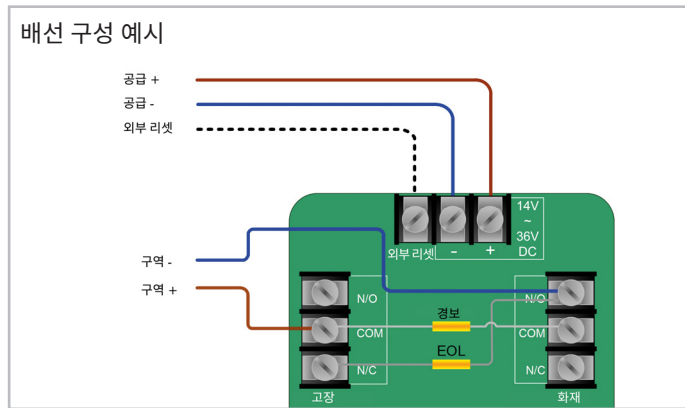 배선 구성 예시
공급 +
공급 -
외부 리셋
14V
~
36V
DC
외부 리셋
-
+
구역 -
구역 +
N/O
COM
N/C
고장
경보
EOL
N/O
COM
N/C
화재